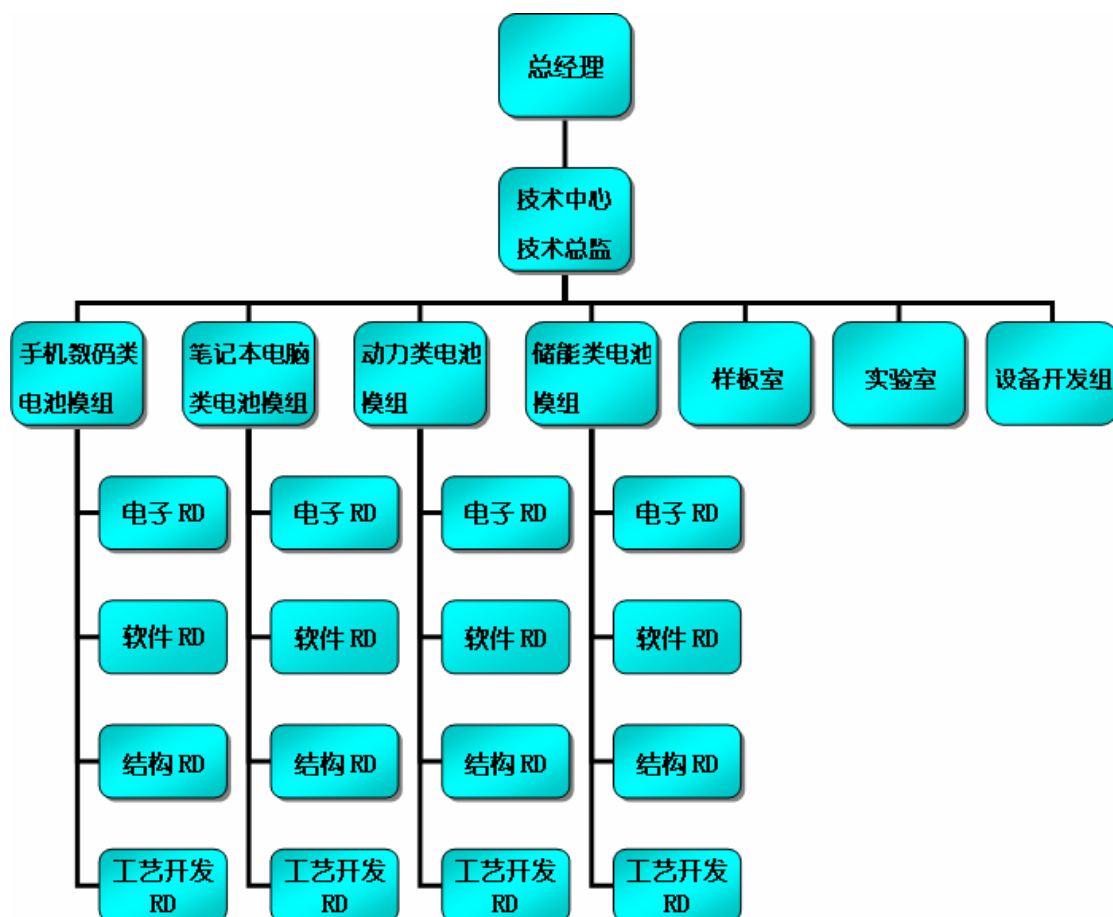 总经理
技术中心
技术总监
手机数码类
电池模组
笔记本电脑
类电池模组
动力类电池
模组
储能类电池
模组
样板室
实验室
设备开发组
电子 RD
电子 RD
电子 RD
电子 RD
软件 RD
软件 RD
软件 RD
软件 RD
结构 RD
结构 RD
结构 RD
结构 RD
工艺开发
RD
工艺开发
RD
工艺开发
RD
工艺开发
RD